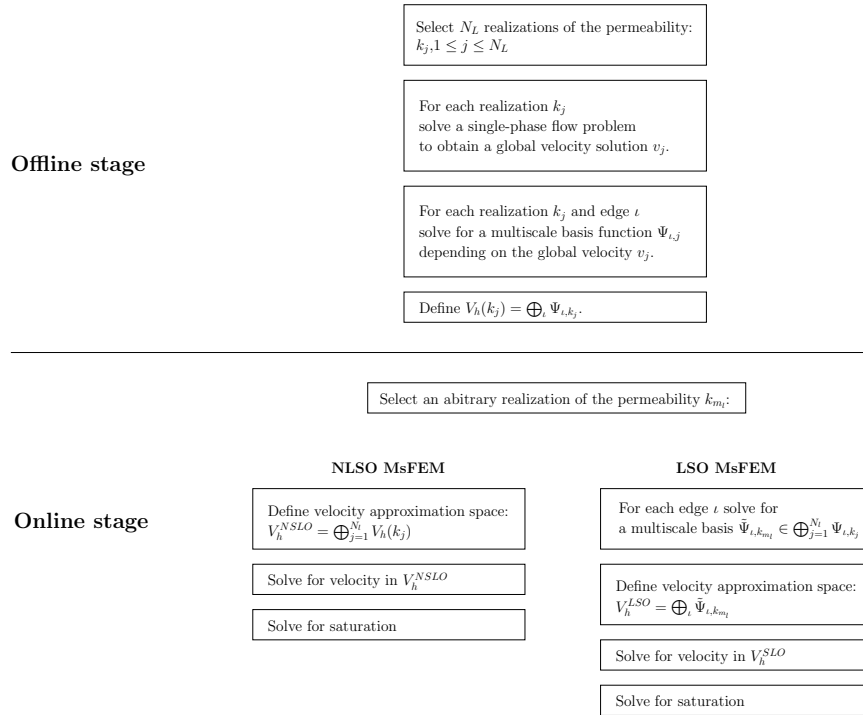 Select $N_L$ realizations of the permeability:
$k_j$,$1 \leq j \leq N_L$
For each realization $k_j$
solve a single-phase flow problem
to obtain a global velocity solution $v_j$.
Offline stage
For each realization $k_j$ and edge $\iota$
solve for a multiscale basis function $\Psi_{\iota,j}$
depending on the global velocity $v_j$.
Define $V_h(k_j) = \bigoplus_\iota \Psi_{\iota,k_j}$.
Select an abitrary realization of the permeability $k_{m_l}$:
NLSO MsFEM
Define velocity approximation space:
$V_h^{NSLO} = \bigoplus_{j=1}^{N_l} V_h(k_j)$
Solve for velocity in $V_h^{NSLO}$
Solve for saturation
Online stage
LSO MsFEM
For each edge $\iota$ solve for
a multiscale basis $\tilde{\Psi}_{\iota,k_{m_l}} \in \bigoplus_{j=1}^{N_l} \Psi_{\iota,k_j}$
Define velocity approximation space:
$V_h^{LSO} = \bigoplus_\iota \tilde{\Psi}_{\iota,k_{m_l}}$
Solve for velocity in $V_h^{SLO}$
Solve for saturation